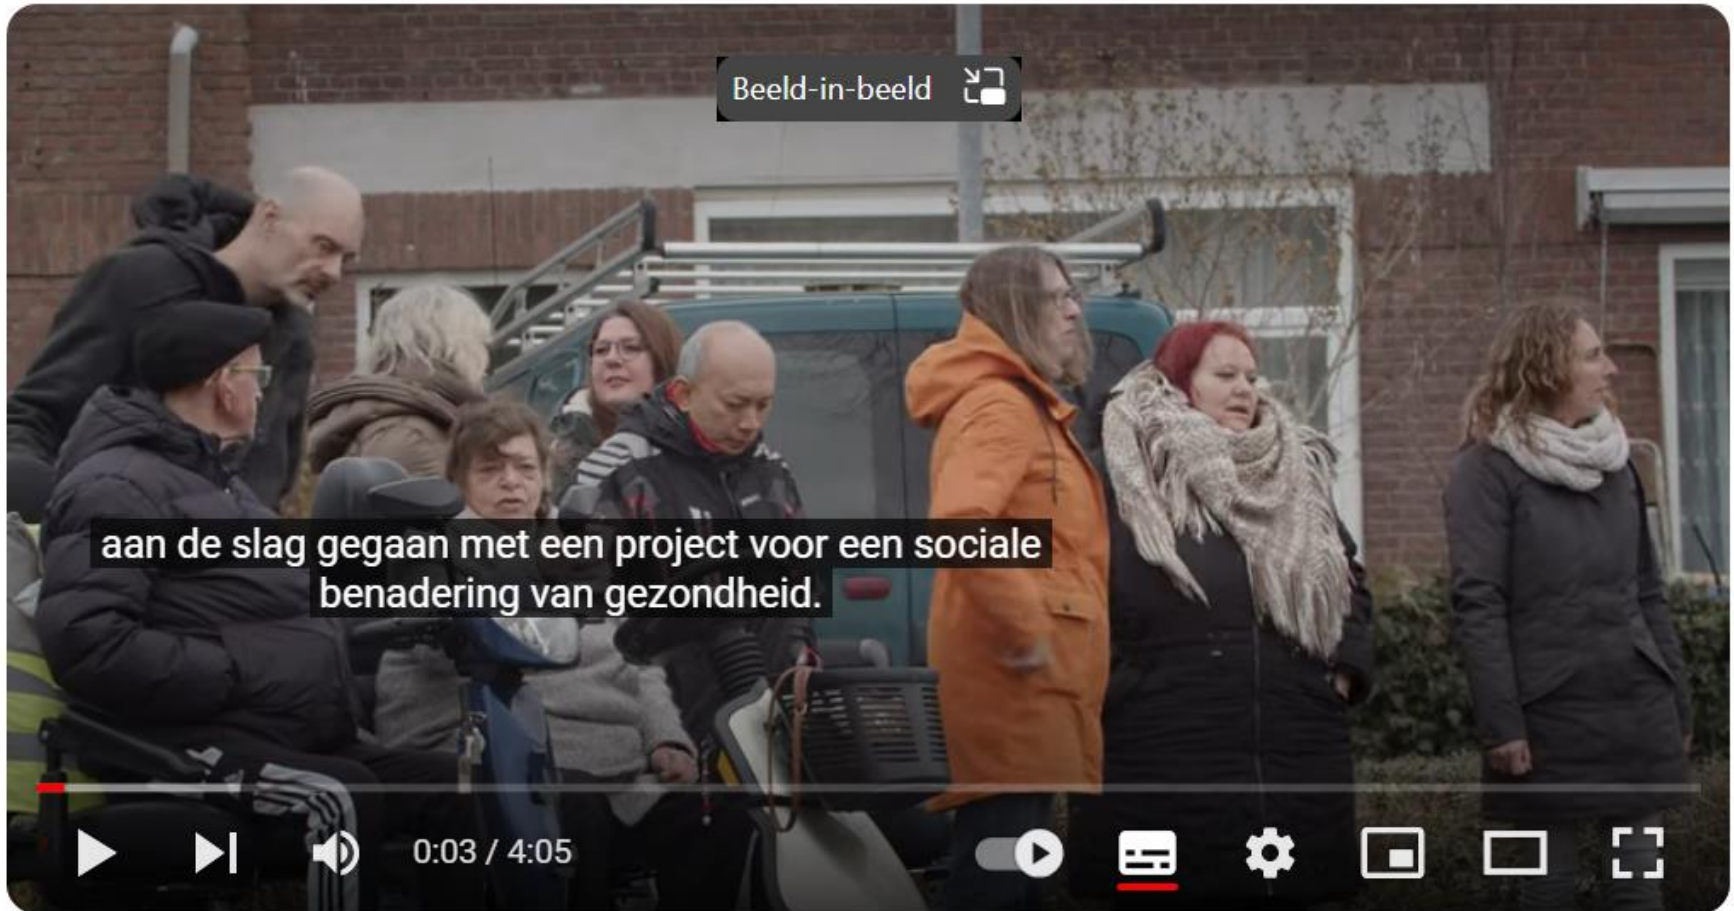 Beeld-in-beeld
aan de slag gegaan met een project voor een sociale
benadering van gezondheid.
0:03 / 4:05